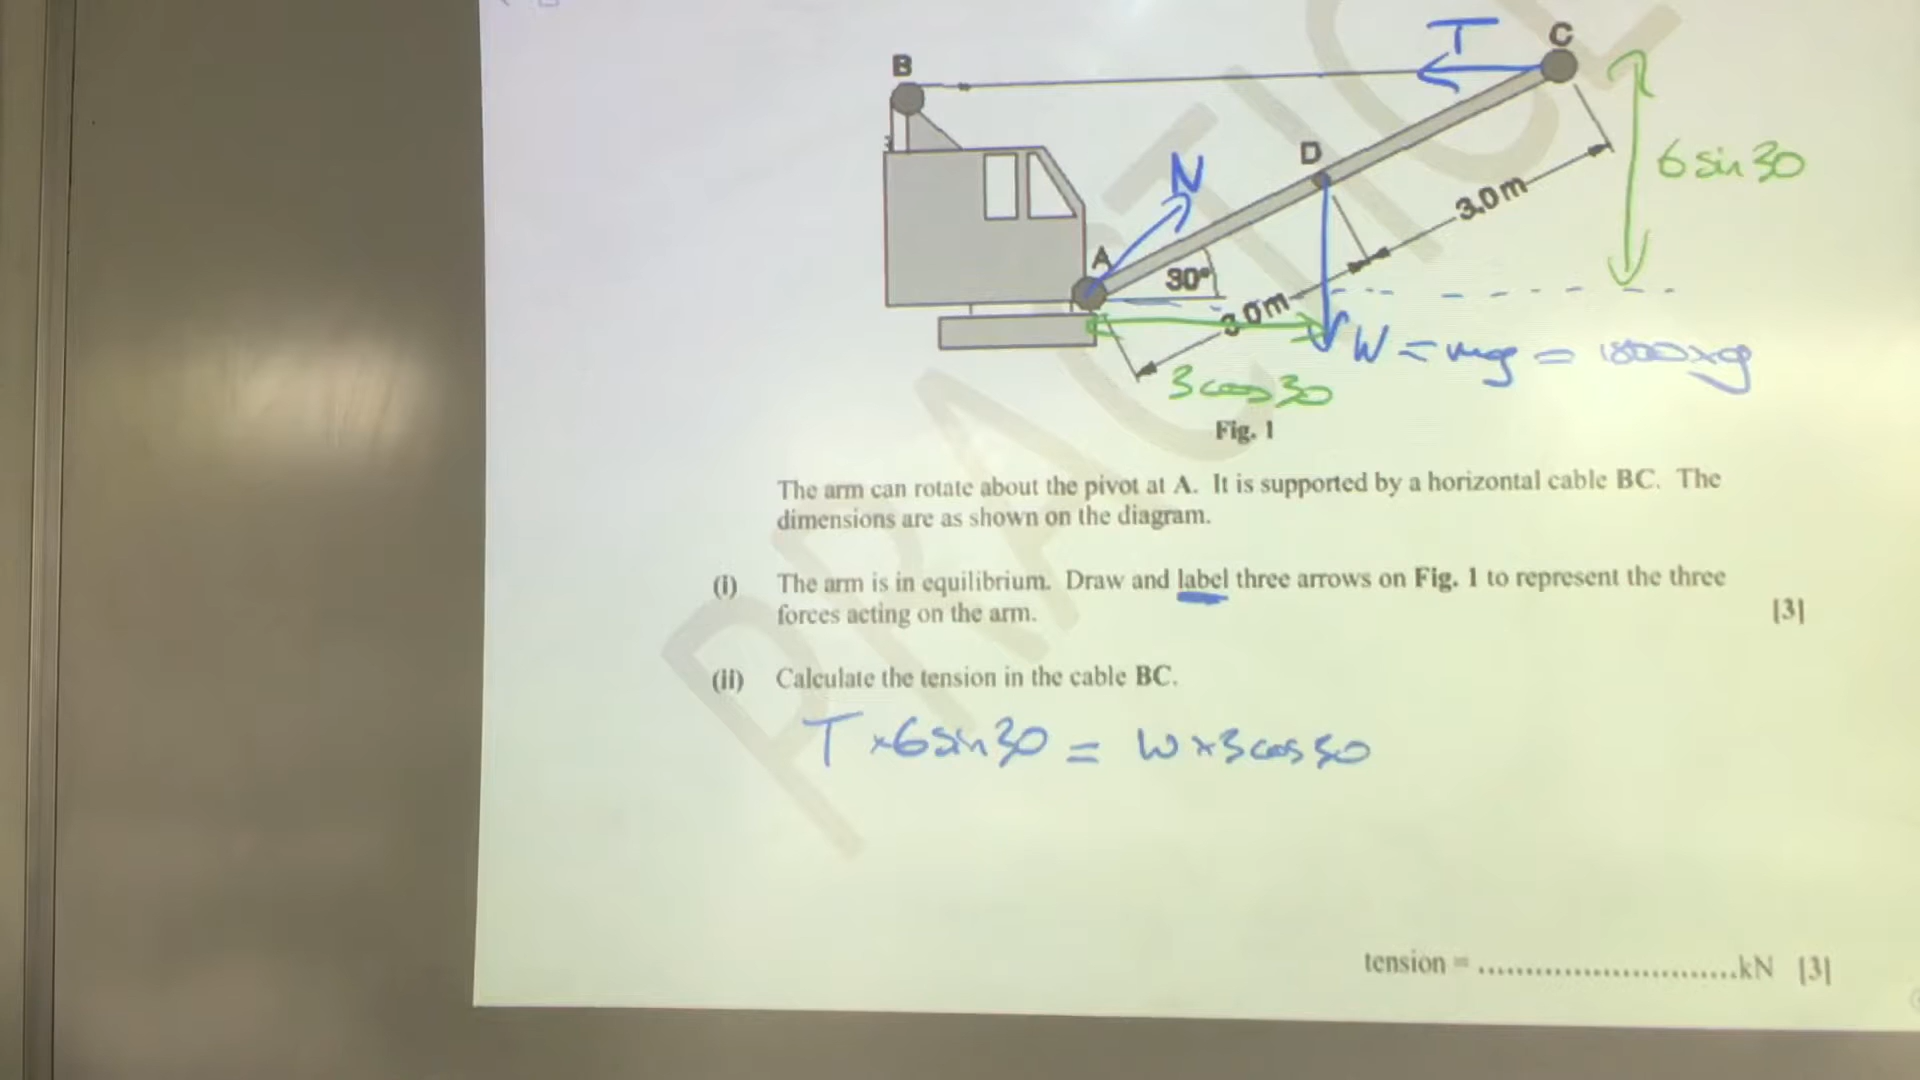 B
T
C
D
N
6 sin 30
3.0m
A
30°
3.0m
W = mg = 1800 x g
3 cos 30
Fig. 1
The arm can rotate about the pivot at A. It is supported by a horizontal cable BC. The
dimensions are as shown on the diagram.
(i) The arm is in equilibrium. Draw and label three arrows on Fig. 1 to represent the three
forces acting on the arm. [3]
(ii) Calculate the tension in the cable BC.
T × 6 sin 30 = W × 3 cos 30
tension = ..............................kN [3]
PRACTICE